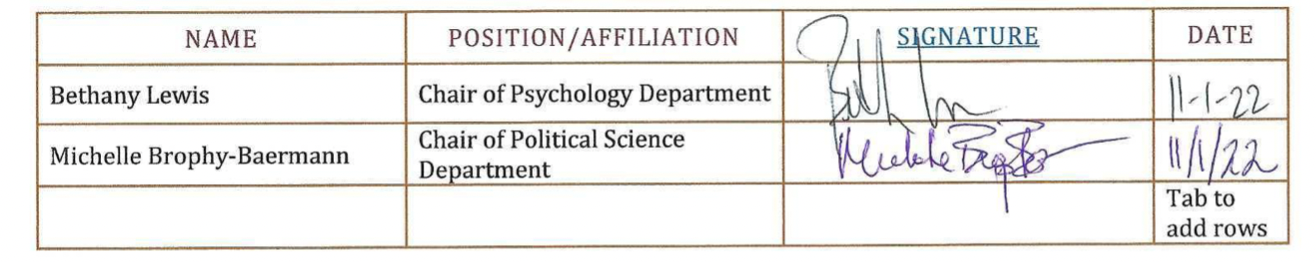 NAME POSITION/AFFILIATION SIGNATURE DATE
Bethany Lewis Chair of Psychology Department 11-1-22
Michelle Brophy-Baermann Chair of Political Science
Department 11/1/22
Tab to
add rows